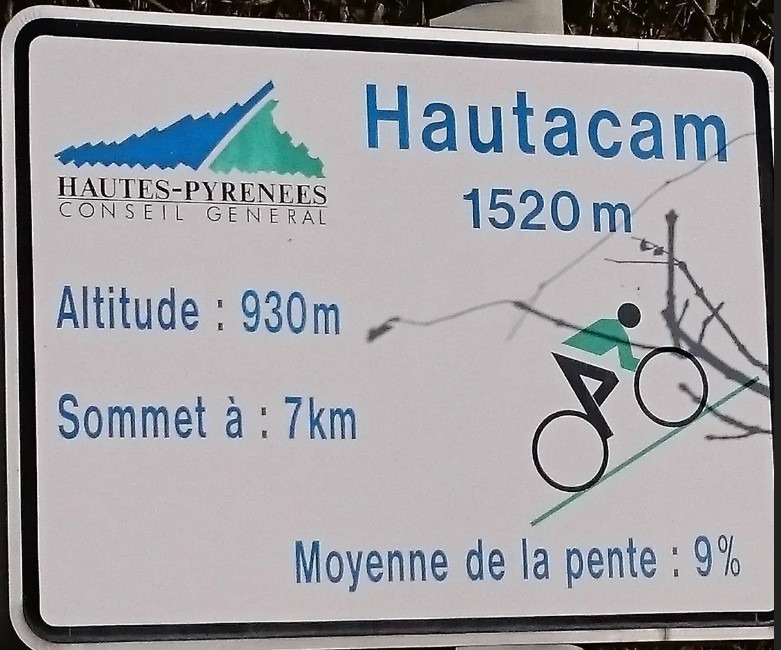 Hautacam
1520 m
HAUTES-PYRENEES
CONSEIL GENERAL
Altitude : 930m
Sommet à : 7km
Moyenne de la pente : 9%